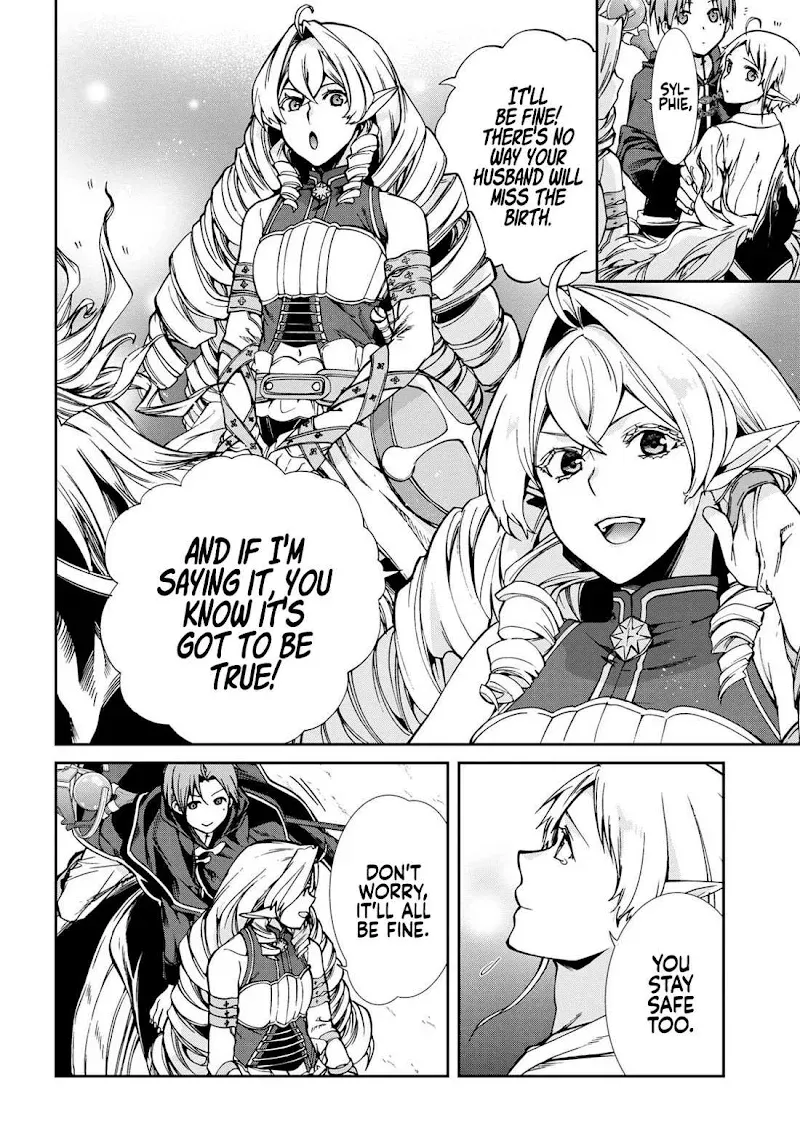 SYL-
PHIE,
IT'LL
BE FINE!
THERE'S NO
WAY YOUR
HUSBAND WILL
MISS THE
BIRTH.
AND IF I'M
SAYING IT, YOU
KNOW IT'S
GOT TO BE
TRUE!
YOU
STAY
SAFE
TOO.
DON'T
WORRY,
IT'LL ALL
BE FINE.